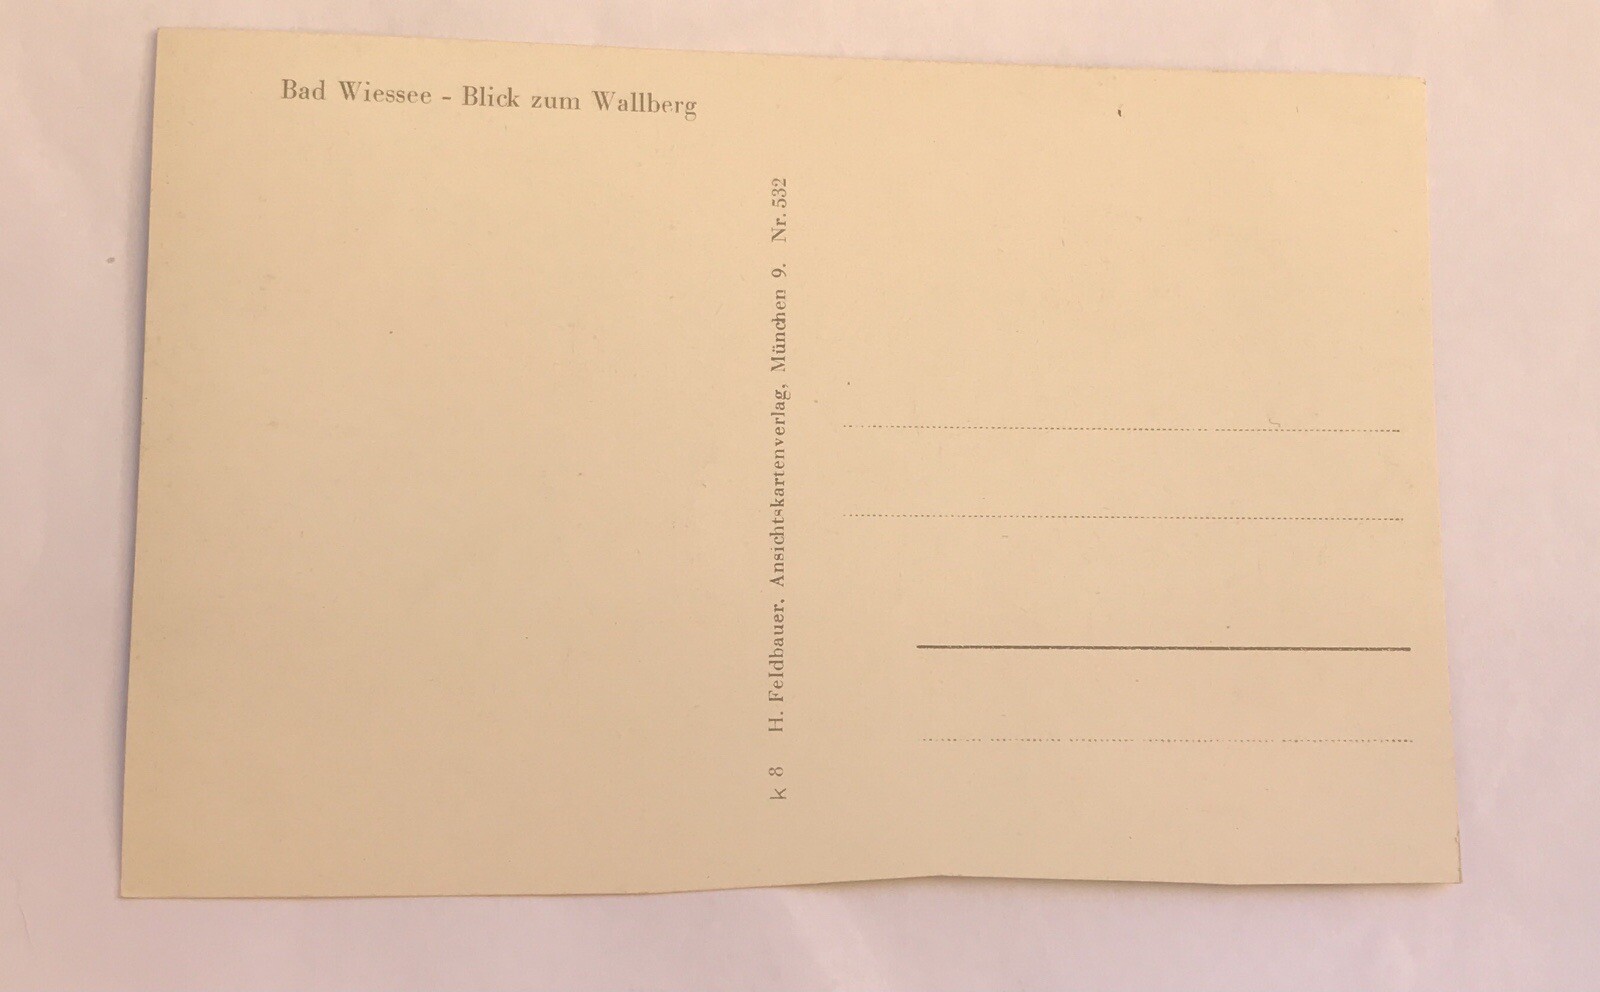 Bad Wiessee - Blick zum Wallberg
k 8 H. Feldbauer. Ansichtskartenverlag, München 9. Nr. 532